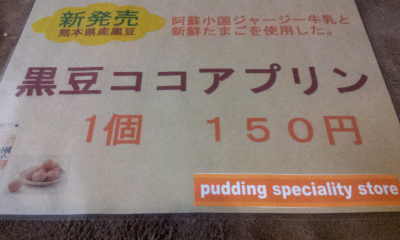 新発売
熊本県産黒豆
阿蘇小国ジャージー牛乳と
新鮮たまごを使用した。
黒豆ココアプリン
1個 150円
pudding speciality store